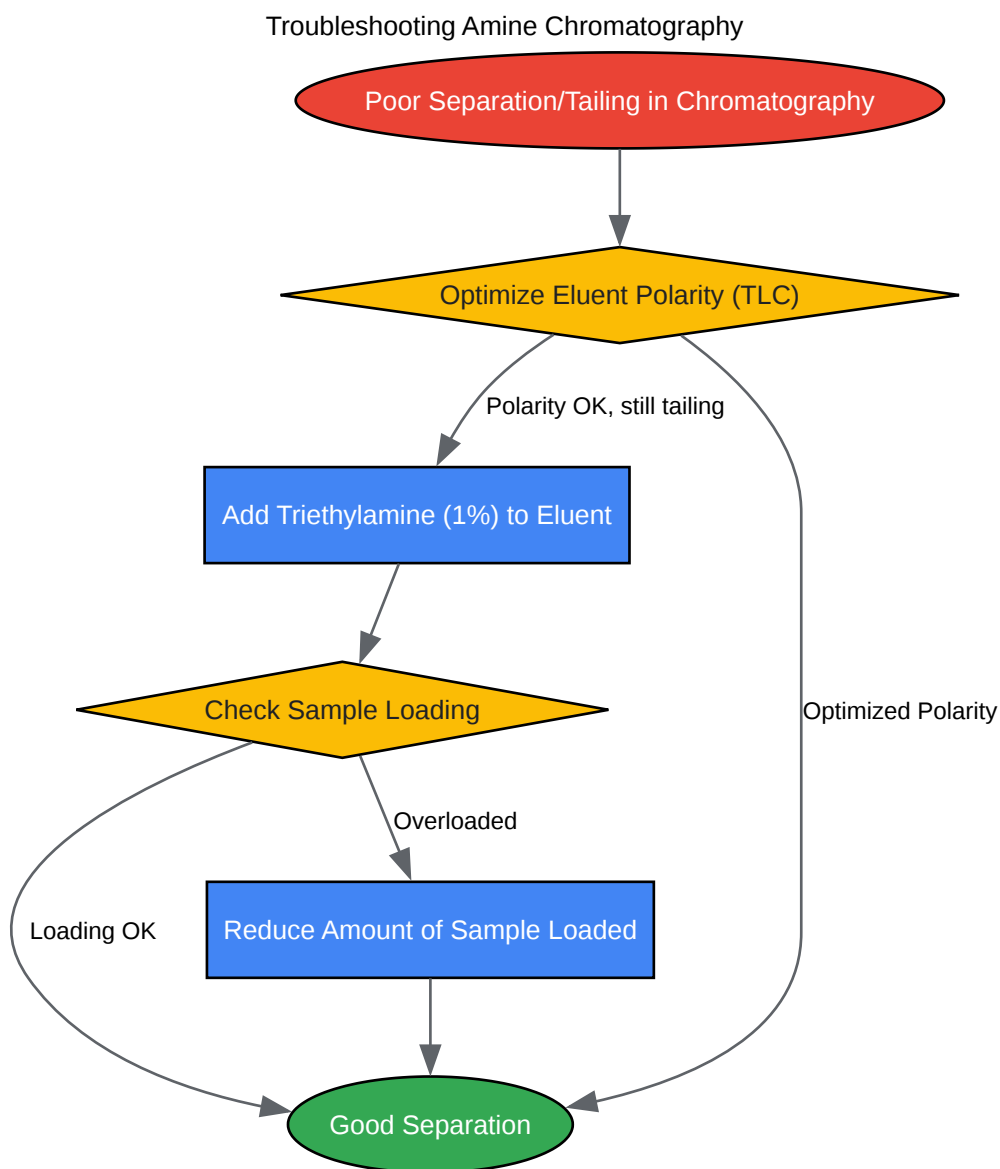 Troubleshooting Amine Chromatography
Poor Separation/Tailing in Chromatography
Optimize Eluent Polarity (TLC)
Polarity OK, still tailing
Add Triethylamine (1%) to Eluent
Check Sample Loading
Optimized Polarity
Overloaded
Loading OK
Reduce Amount of Sample Loaded
Good Separation